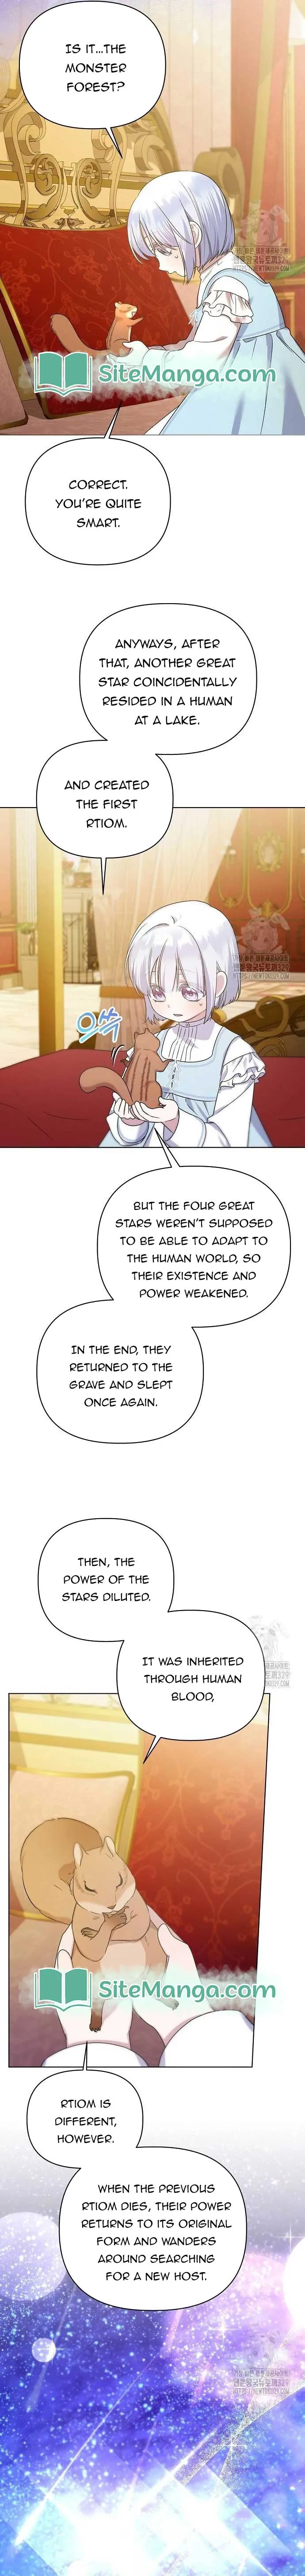 IS IT...THE
MONSTER
FOREST?
SiteManga.com
CORRECT.
YOU'RE QUITE
SMART.
ANYWAYS, AFTER
THAT, ANOTHER GREAT
STAR COINCIDENTALLY
RESIDED IN A HUMAN
AT A LAKE.
AND CREATED
THE FIRST
RTIOM.
으쓱
BUT THE FOUR GREAT
STARS WEREN'T SUPPOSED
TO BE ABLE TO ADAPT TO
THE HUMAN WORLD, SO
THEIR EXISTENCE AND
POWER WEAKENED.
IN THE END, THEY
RETURNED TO THE
GRAVE AND SLEPT
ONCE AGAIN.
THEN, THE
POWER OF THE
STARS DILUTED.
IT WAS INHERITED
THROUGH HUMAN
BLOOD,
SiteManga.com
RTIOM IS
DIFFERENT,
HOWEVER.
WHEN THE PREVIOUS
RTIOM DIES, THEIR POWER
RETURNS TO ITS ORIGINAL
FORM AND WANDERS
AROUND SEARCHING
FOR A NEW HOST.